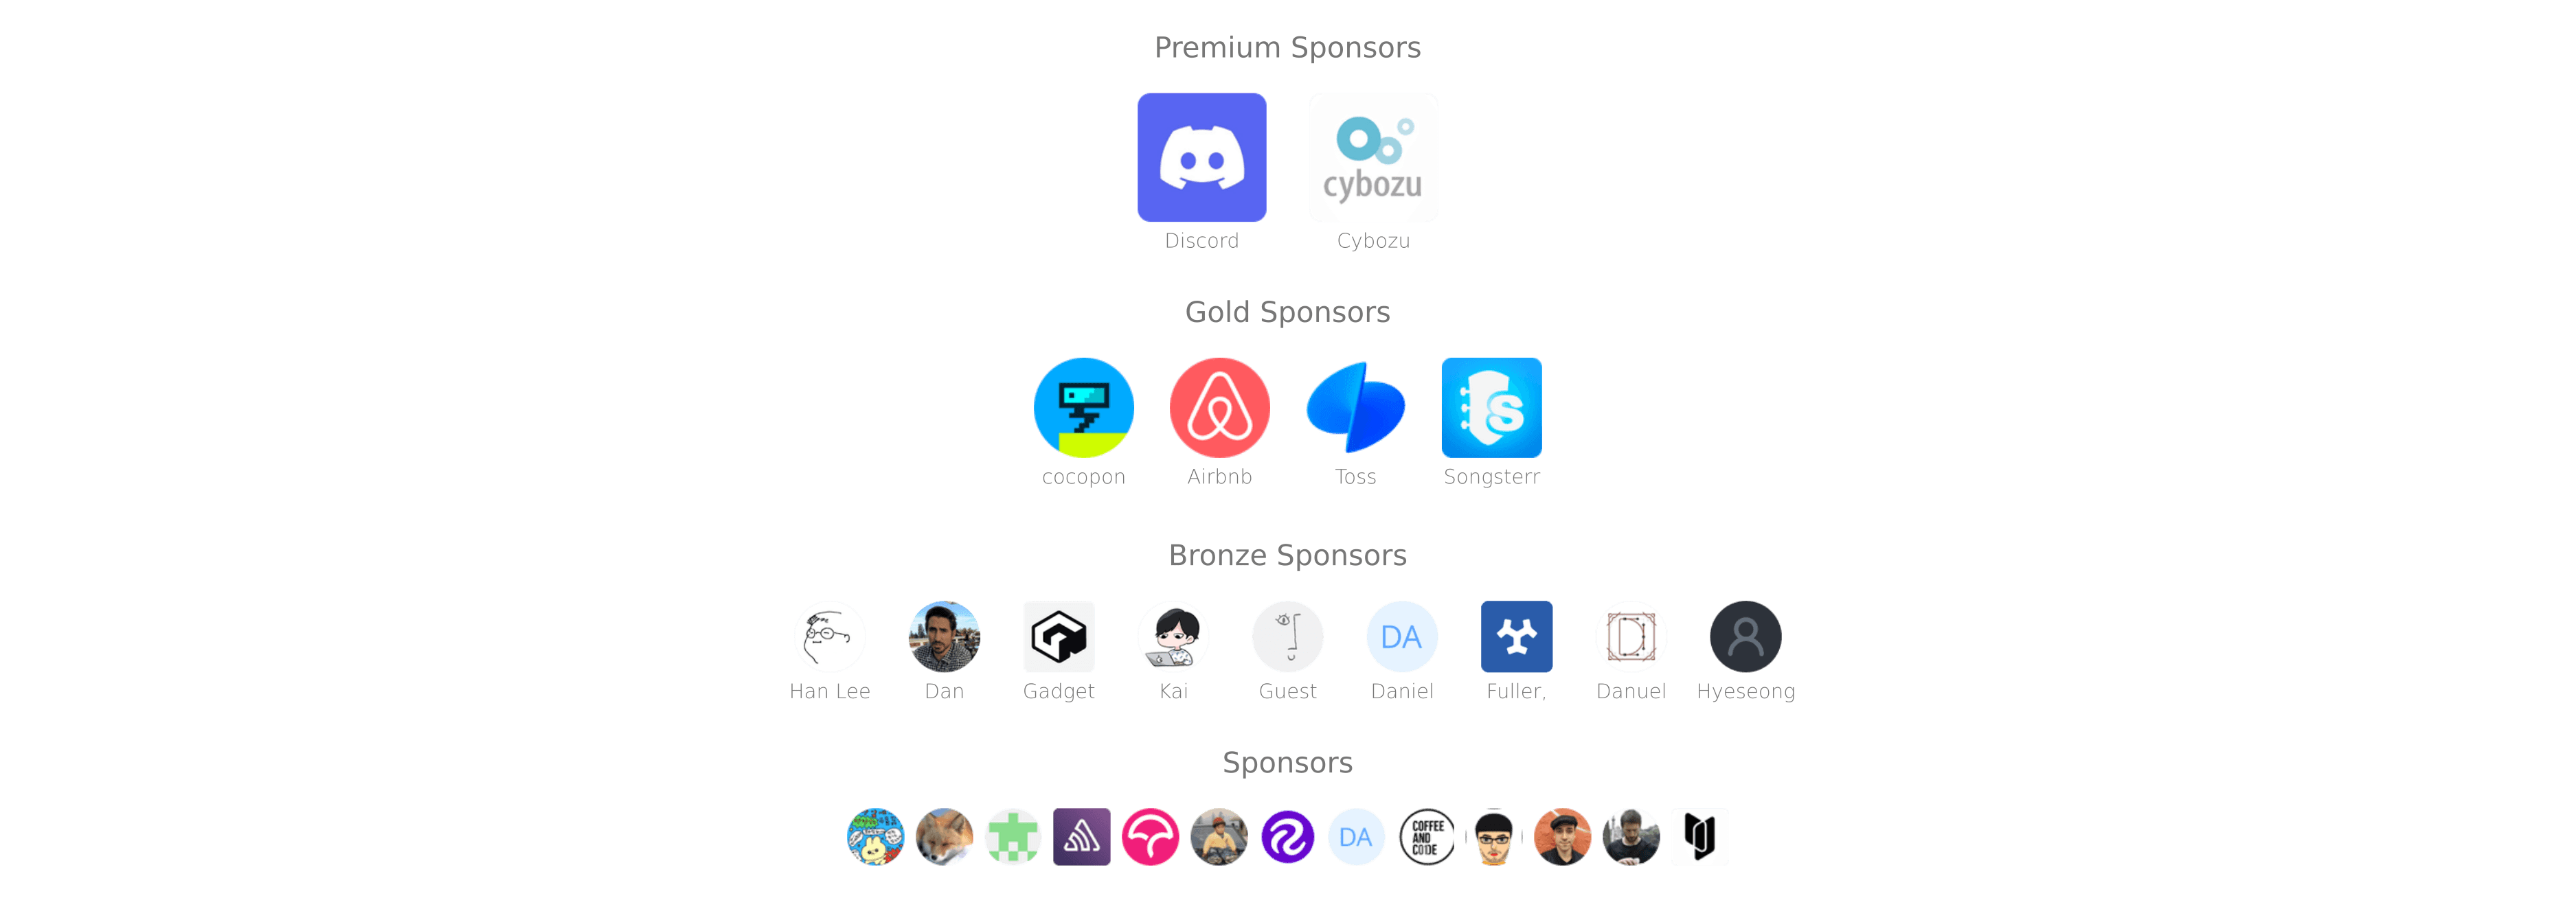 Premium Sponsors
cybozu
Discord Cybozu
Gold Sponsors
S
cocopon Airbnb Toss Songsterr
Bronze Sponsors
DA D
Han Lee Dan Gadget Kai Guest Daniel Fuller, Danuel Hyeseong
Sponsors
DA
COFFEE
AND
CODE